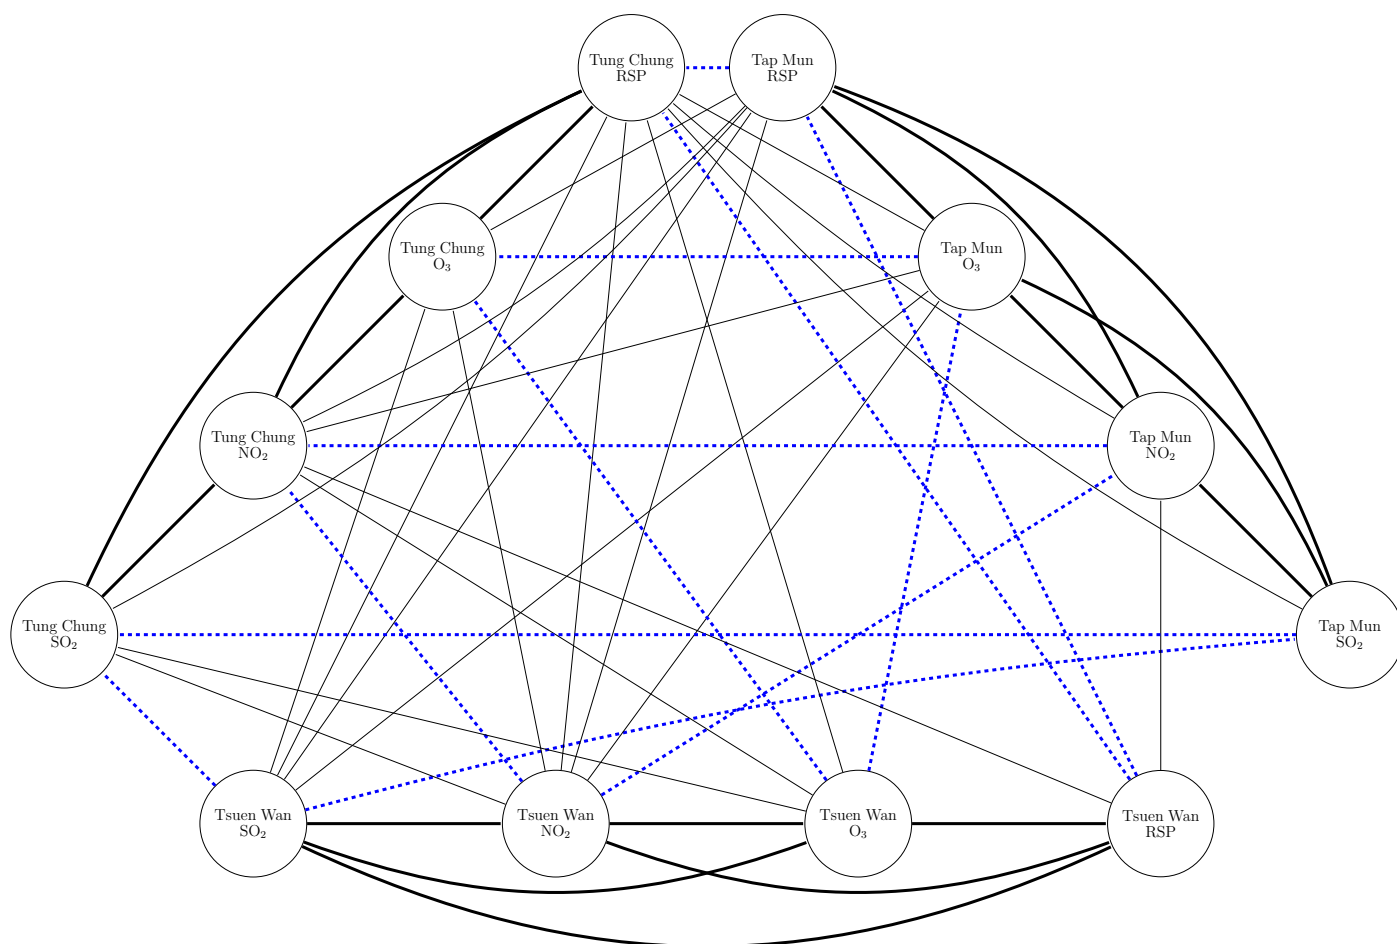 Tung Chung
RSP
Tap Mun
RSP
Tung Chung
O₃
Tap Mun
O₃
Tung Chung
NO₂
Tap Mun
NO₂
Tung Chung
SO₂
Tap Mun
SO₂
Tsuen Wan
SO₂
Tsuen Wan
NO₂
Tsuen Wan
O₃
Tsuen Wan
RSP